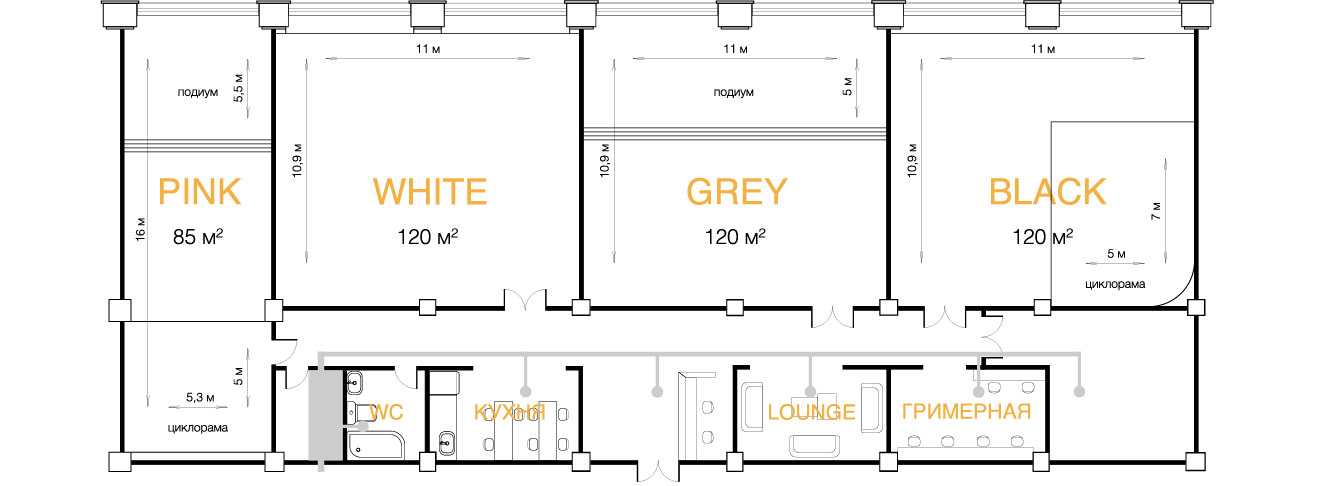 11 м
11 м
11 м
подиум
5,5 м
подиум
5 м
10,9 м
10,9 м
10,9 м
PINK
WHITE
GREY
BLACK
16 м
85 м²
120 м²
120 м²
120 м²
7 м
5 м
циклорама
5 м
5,3 м
циклорама
WC
КУХНЯ
LOUNGE
ГРИМЕРНАЯ